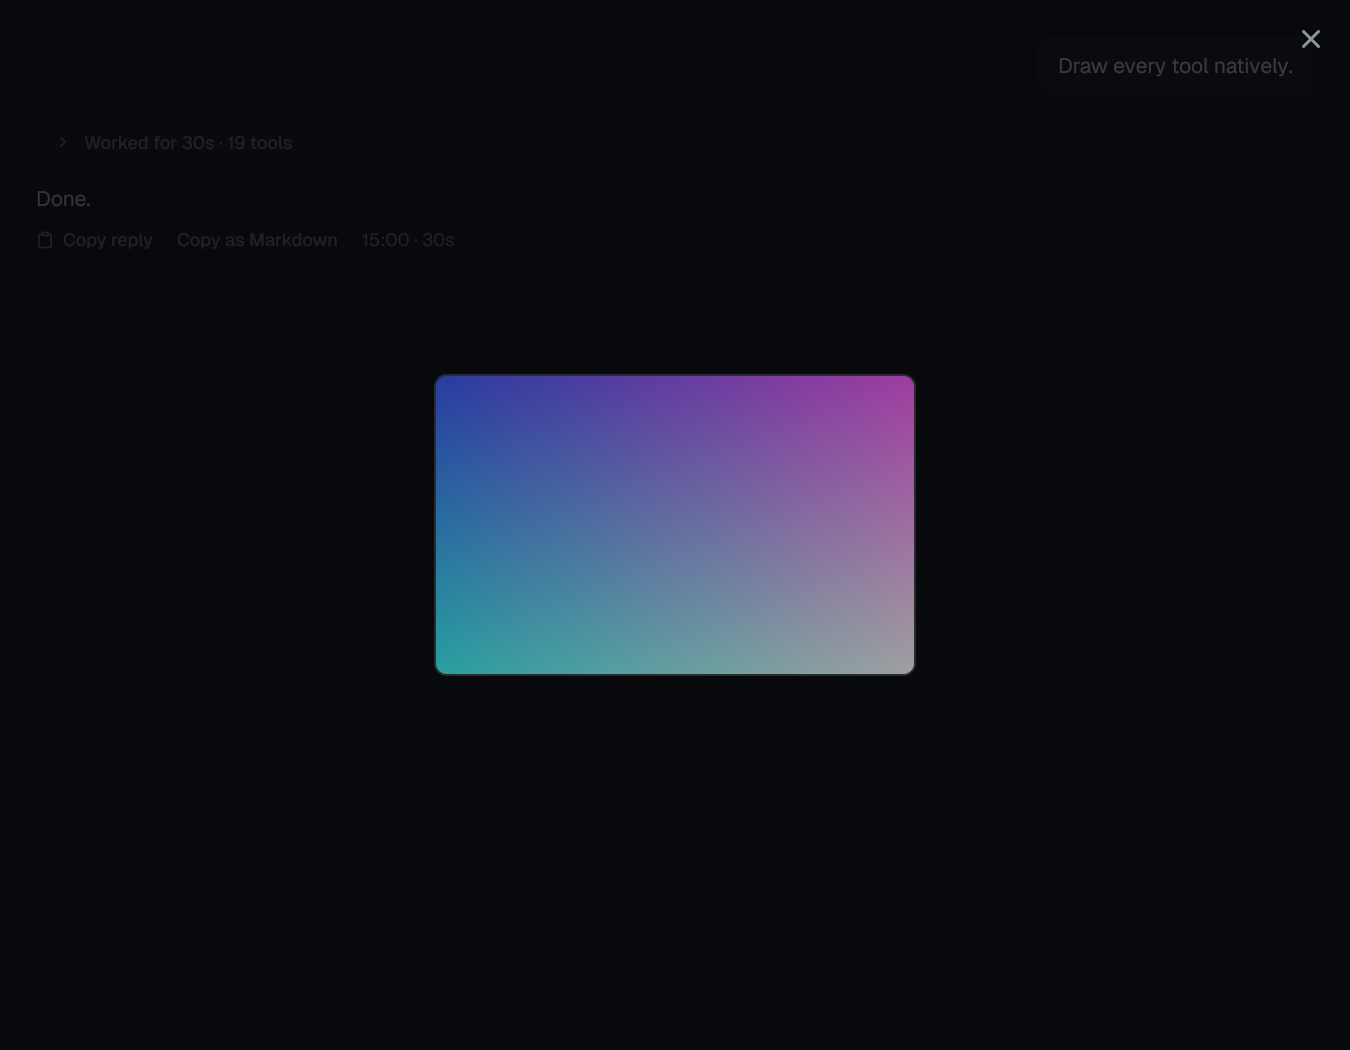 Draw every tool natively.
Worked for 30s · 19 tools
Done.
Copy reply Copy as Markdown 15:00 · 30s